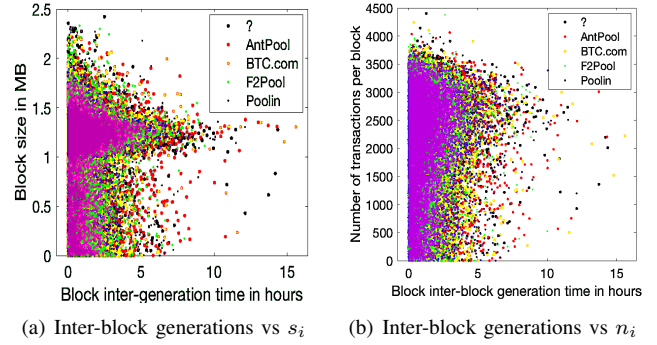 ?
AntPool
BTC.com
F2Pool
Poolin
2.5
2
1.5
1
0.5
0
Block size in MB
0 5 10 15
Block inter-generation time in hours
(a) Inter-block generations vs s_i
?
AntPool
BTC.com
F2Pool
Poolin
4500
4000
3500
3000
2500
2000
1500
1000
500
0
Number of transactions per block
0 5 10 15
Block inter-block generation time in hours
(b) Inter-block generations vs n_i